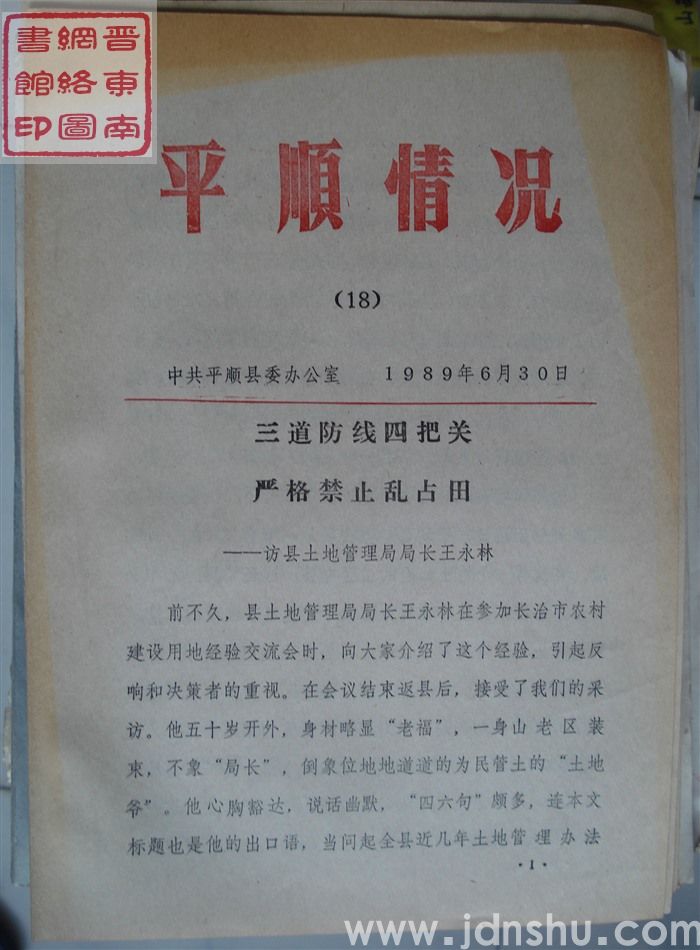 晋东南
網絡圖
書館印
平顺情况
（18）
中共平顺县委办公室 1989年6月30日
三道防线四把关
严格禁止乱占田
——访县土地管理局局长王永林
前不久，县土地管理局局长王永林在参加长治市农村
建设用地经验交流会时，向大家介绍了这个经验，引起反
响和决策者的重视。在会议结束返县后，接受了我们的采
访。他五十岁开外，身材略显“老福”，一身山老区装
束，不象“局长”，倒象位地地道道的为民营土的“土地
爷”。他心胸豁达，说话幽默，“四六句”颇多，连本文
标题也是他的出口语，当问起全县近几年土地管理办法
·1·
www.jdnshu.com